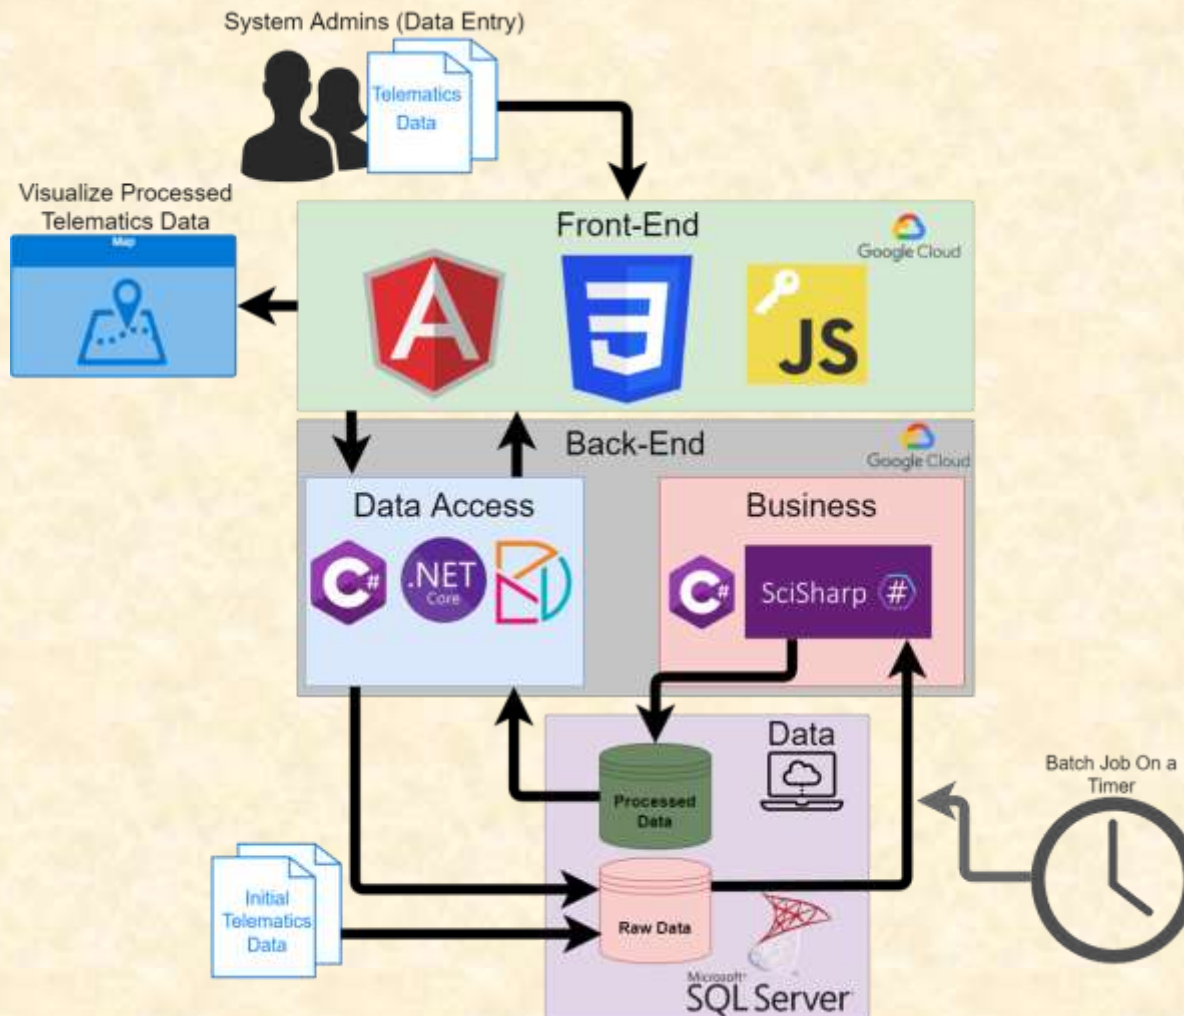 System Admins (Data Entry)
Telematics
Data
Visualize Processed
Telematics Data
Map
Front-End
Google Cloud
A
3
JS
Back-End
Google Cloud
Data Access
Business
C#
.NET
Core
C#
SciSharp #
Data
Processed
Data
Batch Job On a
Timer
Initial
Telematics
Data
Raw Data
Microsoft®
SQL Server